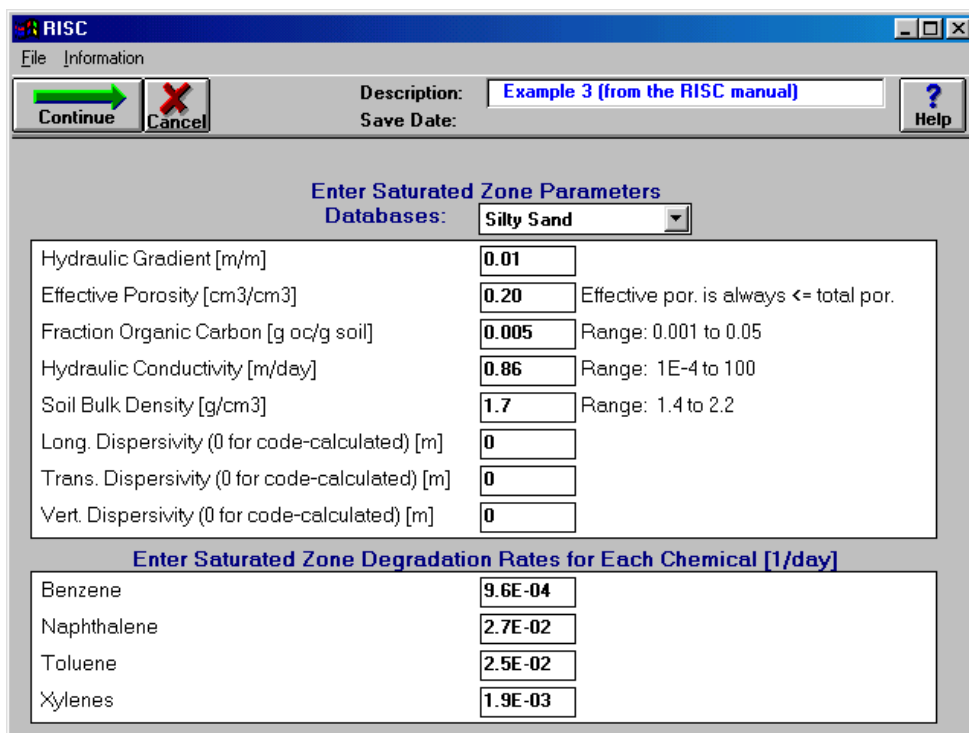 RISC
File Information
Continue
Cancel
Description: Example 3 (from the RISC manual)
Save Date:
?
Help
Enter Saturated Zone Parameters
Databases: Silty Sand
Hydraulic Gradient [m/m] 0.01
Effective Porosity [cm3/cm3] 0.20 Effective por. is always <= total por.
Fraction Organic Carbon [g oc/g soil] 0.005 Range: 0.001 to 0.05
Hydraulic Conductivity [m/day] 0.86 Range: 1E-4 to 100
Soil Bulk Density [g/cm3] 1.7 Range: 1.4 to 2.2
Long. Dispersivity (0 for code-calculated) [m] 0
Trans. Dispersivity (0 for code-calculated) [m] 0
Vert. Dispersivity (0 for code-calculated) [m] 0
Enter Saturated Zone Degradation Rates for Each Chemical [1/day]
Benzene 9.6E-04
Naphthalene 2.7E-02
Toluene 2.5E-02
Xylenes 1.9E-03